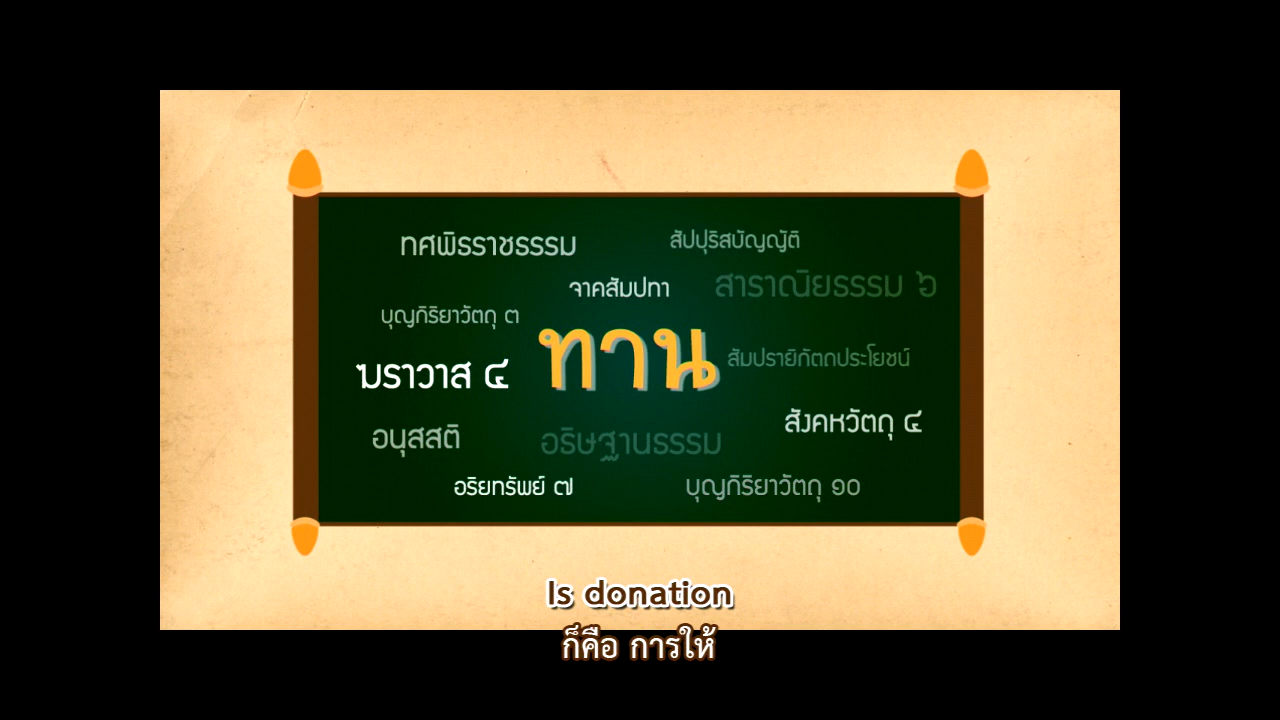 ทศพิธราชธรรม
สัปปุริสบัญญัติ
จาคสัมปทา
สาราณิยธรรม ๖
บุญกิริยาวัตถุ ๓
ทาน
สัมปรายิกัตถประโยชน์
ฆราวาส ๔
สังคหวัตถุ ๔
อนุสสติ
อธิษฐานธรรม
อริยทรัพย์ ๗
บุญกิริยาวัตถุ ๑๐
Is donation
ก็คือ การให้